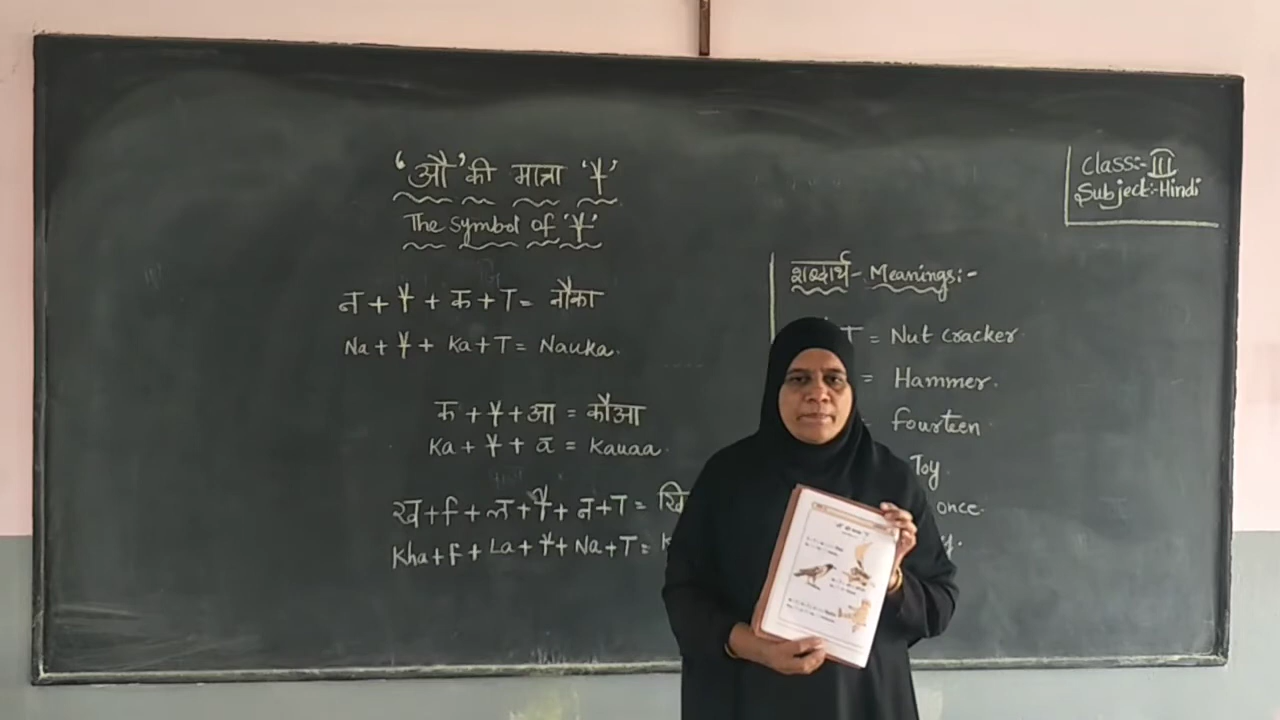 'औ' की मात्रा 'ौ'
The symbol of 'ौ'
न + ौ + क + ा = नौका
Na + ौ + Ka + ा = Nauka.
क + ौ + आ = कौआ
Ka + ौ + ā = Kauaa.
ख + ि + ल + ौ + न + ा =
Kha + ि + La + ौ + Na + ा =
Class:- III
Subject:- Hindi
शब्दार्थ - Meanings:-
= Nut cracker
= Hammer.
fourteen
Toy
once.